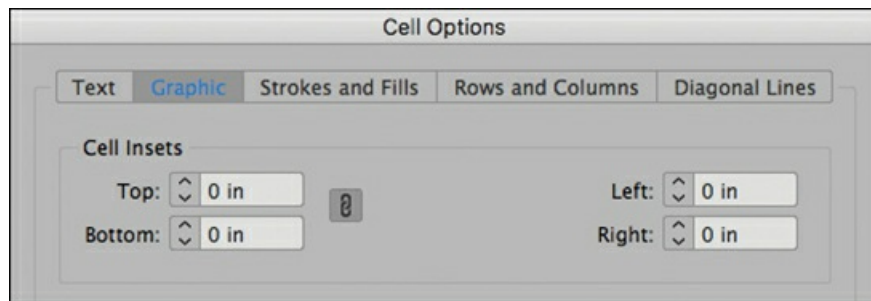 Cell Options
Text Graphic Strokes and Fills Rows and Columns Diagonal Lines
Cell Insets
Top: 0 in Left: 0 in
Bottom: 0 in Right: 0 in